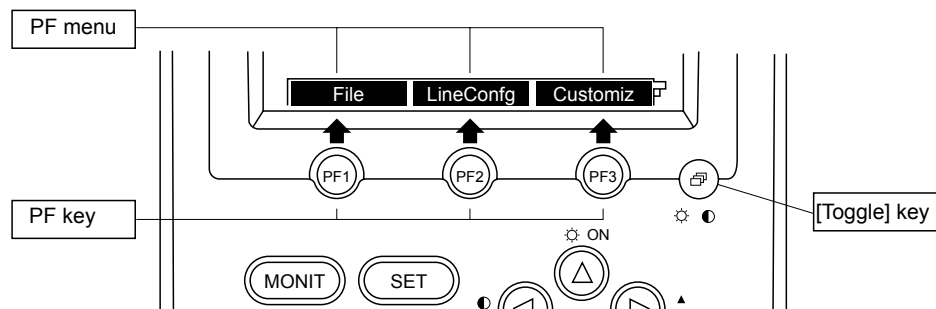 PF menu
File LineConfg Customiz
PF1 PF2 PF3
PF key
[Toggle] key
ON
MONIT SET